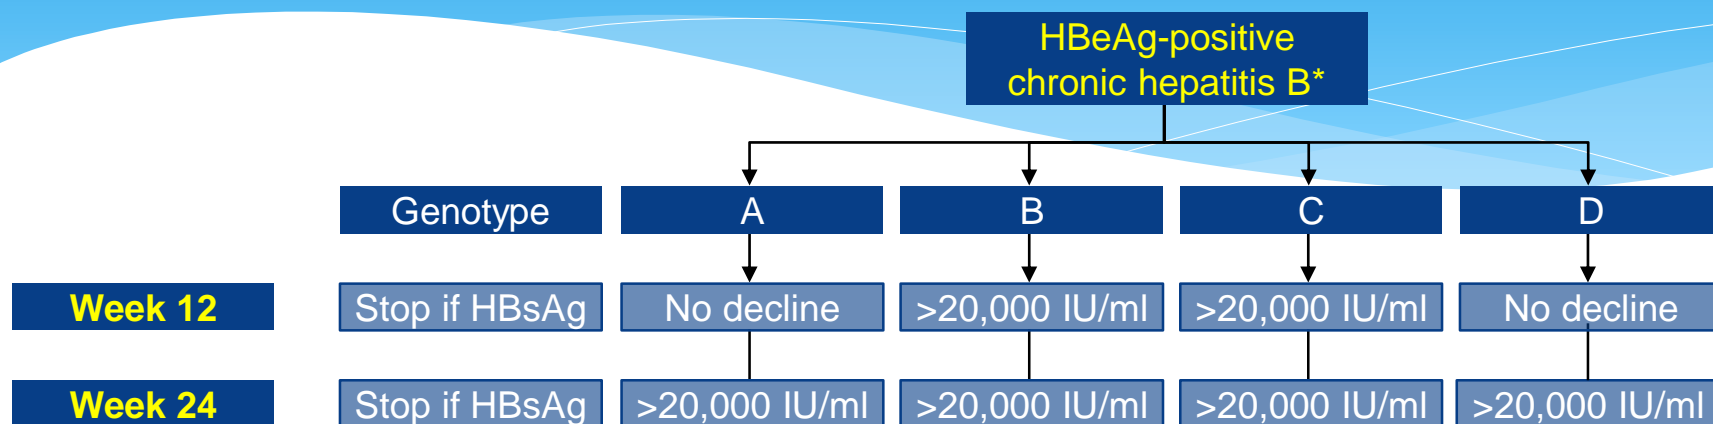 HBeAg-positive
chronic hepatitis B*
Genotype A B C D
Week 12 Stop if HBsAg No decline >20,000 IU/ml >20,000 IU/ml No decline
Week 24 Stop if HBsAg >20,000 IU/ml >20,000 IU/ml >20,000 IU/ml >20,000 IU/ml